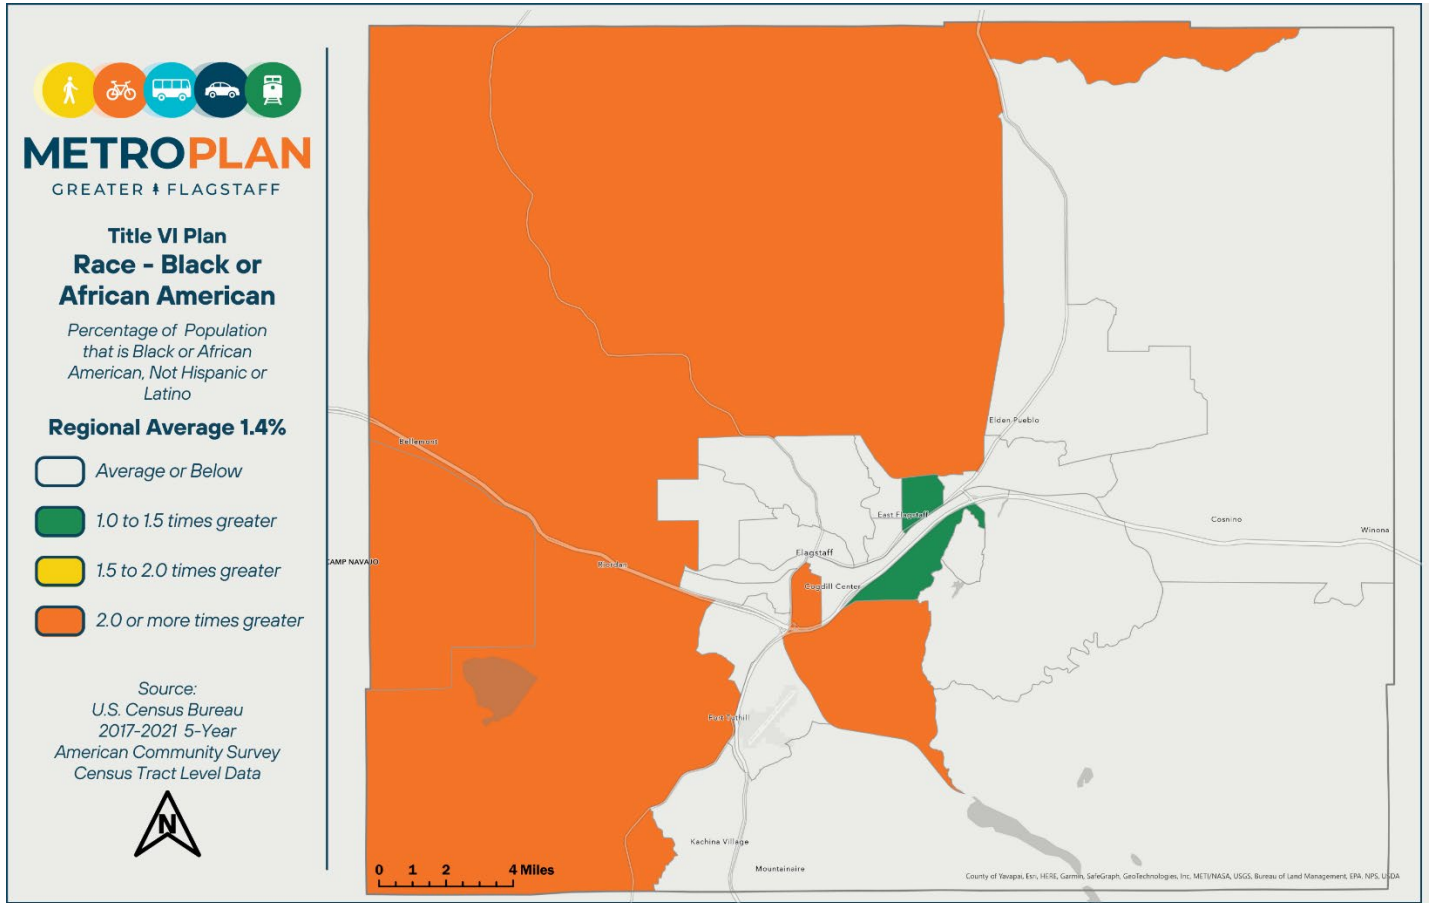 METROPLAN
GREATER FLAGSTAFF
Title VI Plan
Race - Black or
African American
Percentage of Population
that is Black or African
American, Not Hispanic or
Latino
Regional Average 1.4%
Average or Below
1.0 to 1.5 times greater
1.5 to 2.0 times greater
2.0 or more times greater
Source:
U.S. Census Bureau
2017-2021 5-Year
American Community Survey
Census Tract Level Data
N
Elden Pueblo
Bellemont
East Flagstaff
Cosnino
Winona
Flagstaff
CAMP NAVAJO
Riordan
Cogdill Center
Fort Tuthill
Kachina Village
Mountainaire
0 1 2 4 Miles
County of Yavapai, Esri, HERE, Garmin, SafeGraph, GeoTechnologies, Inc, METI/NASA, USGS, Bureau of Land Management, EPA, NPS, USDA